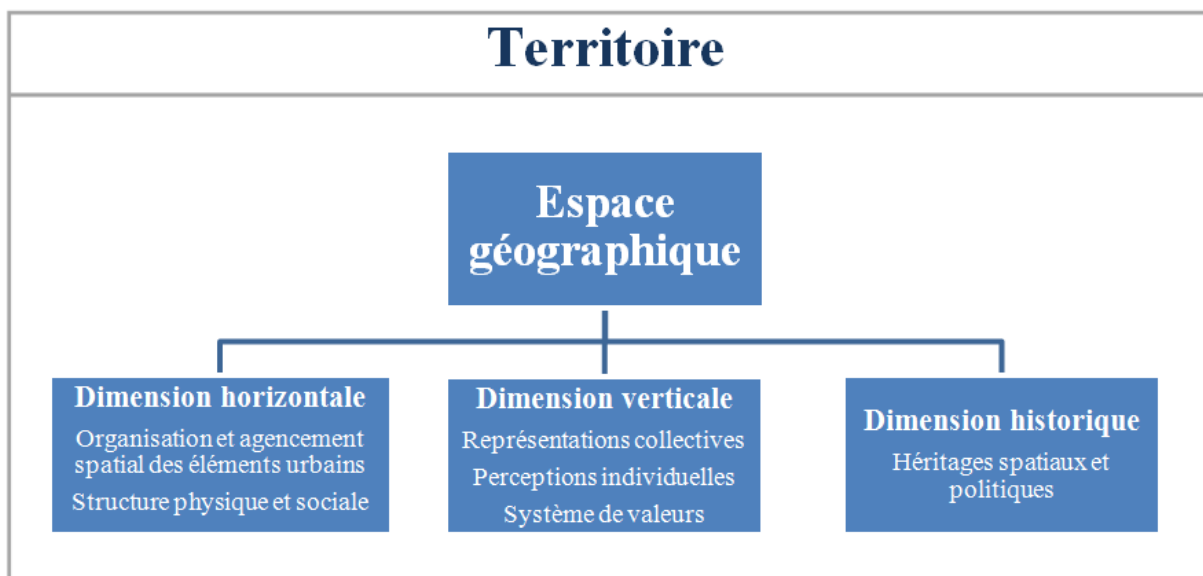 Territoire
Espace
géographique
Dimension horizontale
Organisation et agencement
spatial des éléments urbains
Structure physique et sociale
Dimension verticale
Représentations collectives
Perceptions individuelles
Système de valeurs
Dimension historique
Héritages spatiaux et
politiques